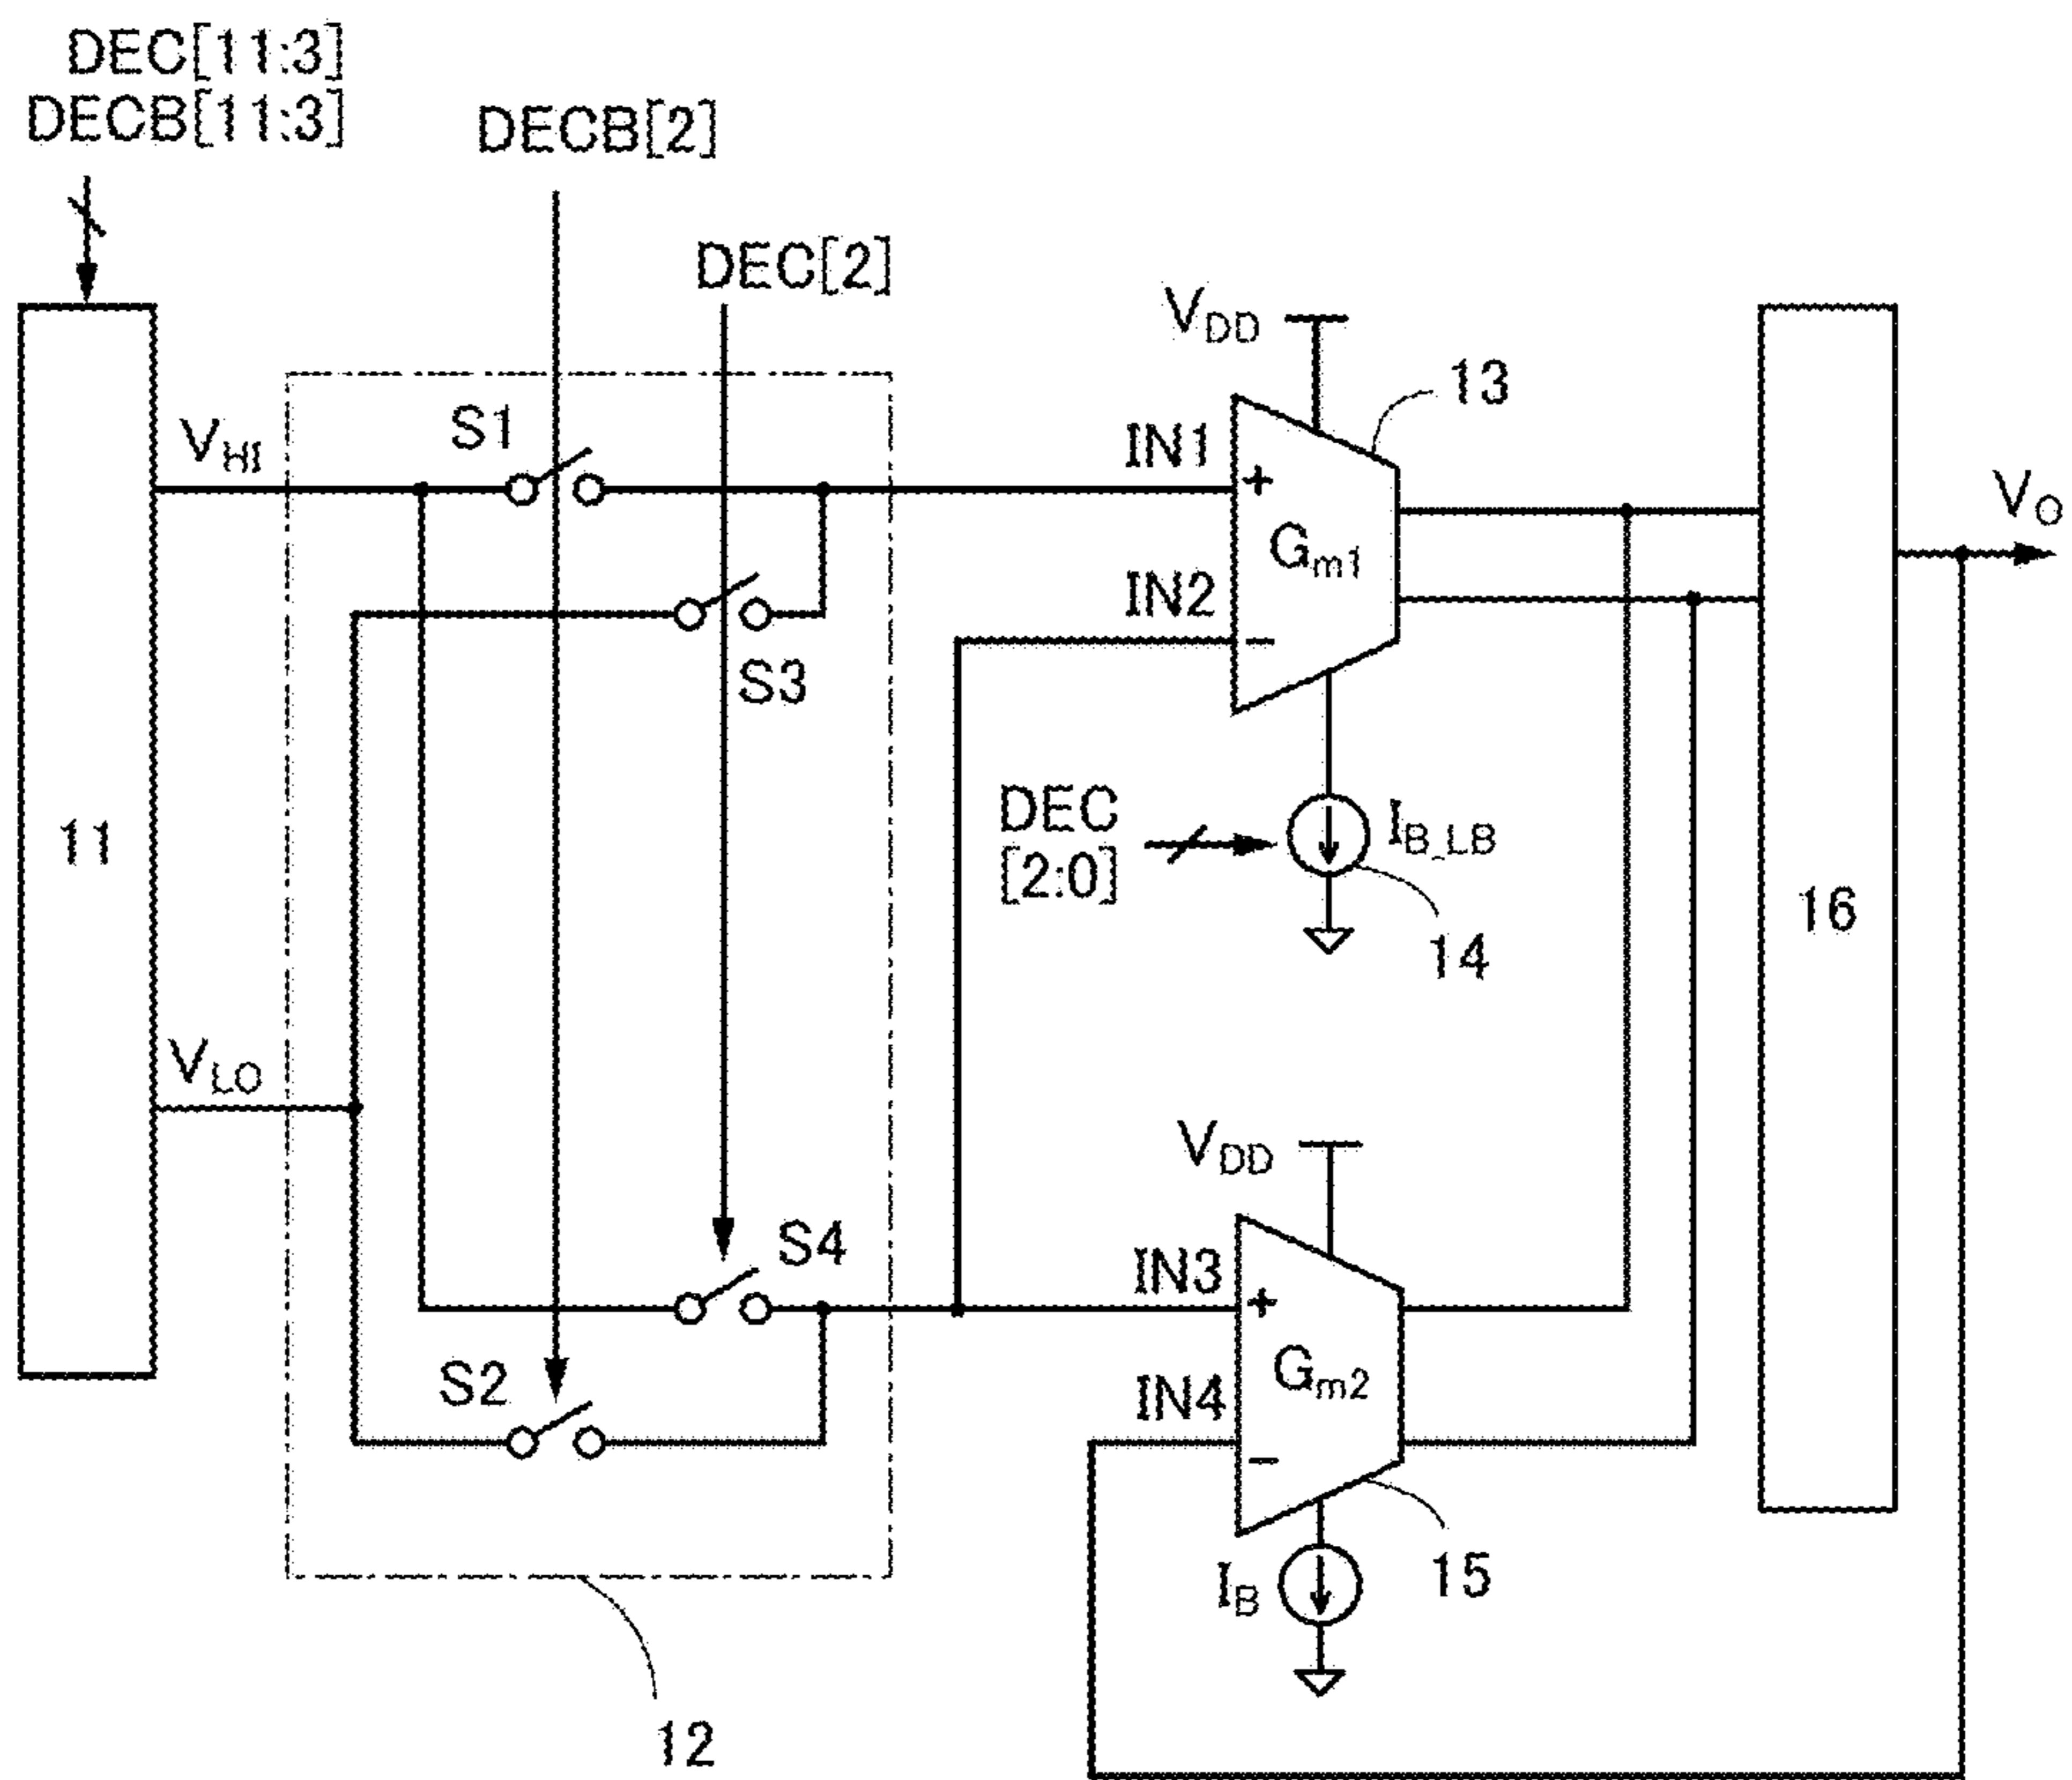 DEC[11:3]
DECB[11:3]
DECB[2]
DEC[2]
VDD
13
VHI
S1
IN1
+
Gm1
VO
IN2
−
S3
11
DEC
[2:0]
IB_LB
14
16
VLO
VDD
S4
IN3
+
Gm2
S2
IN4
−
IB
15
12